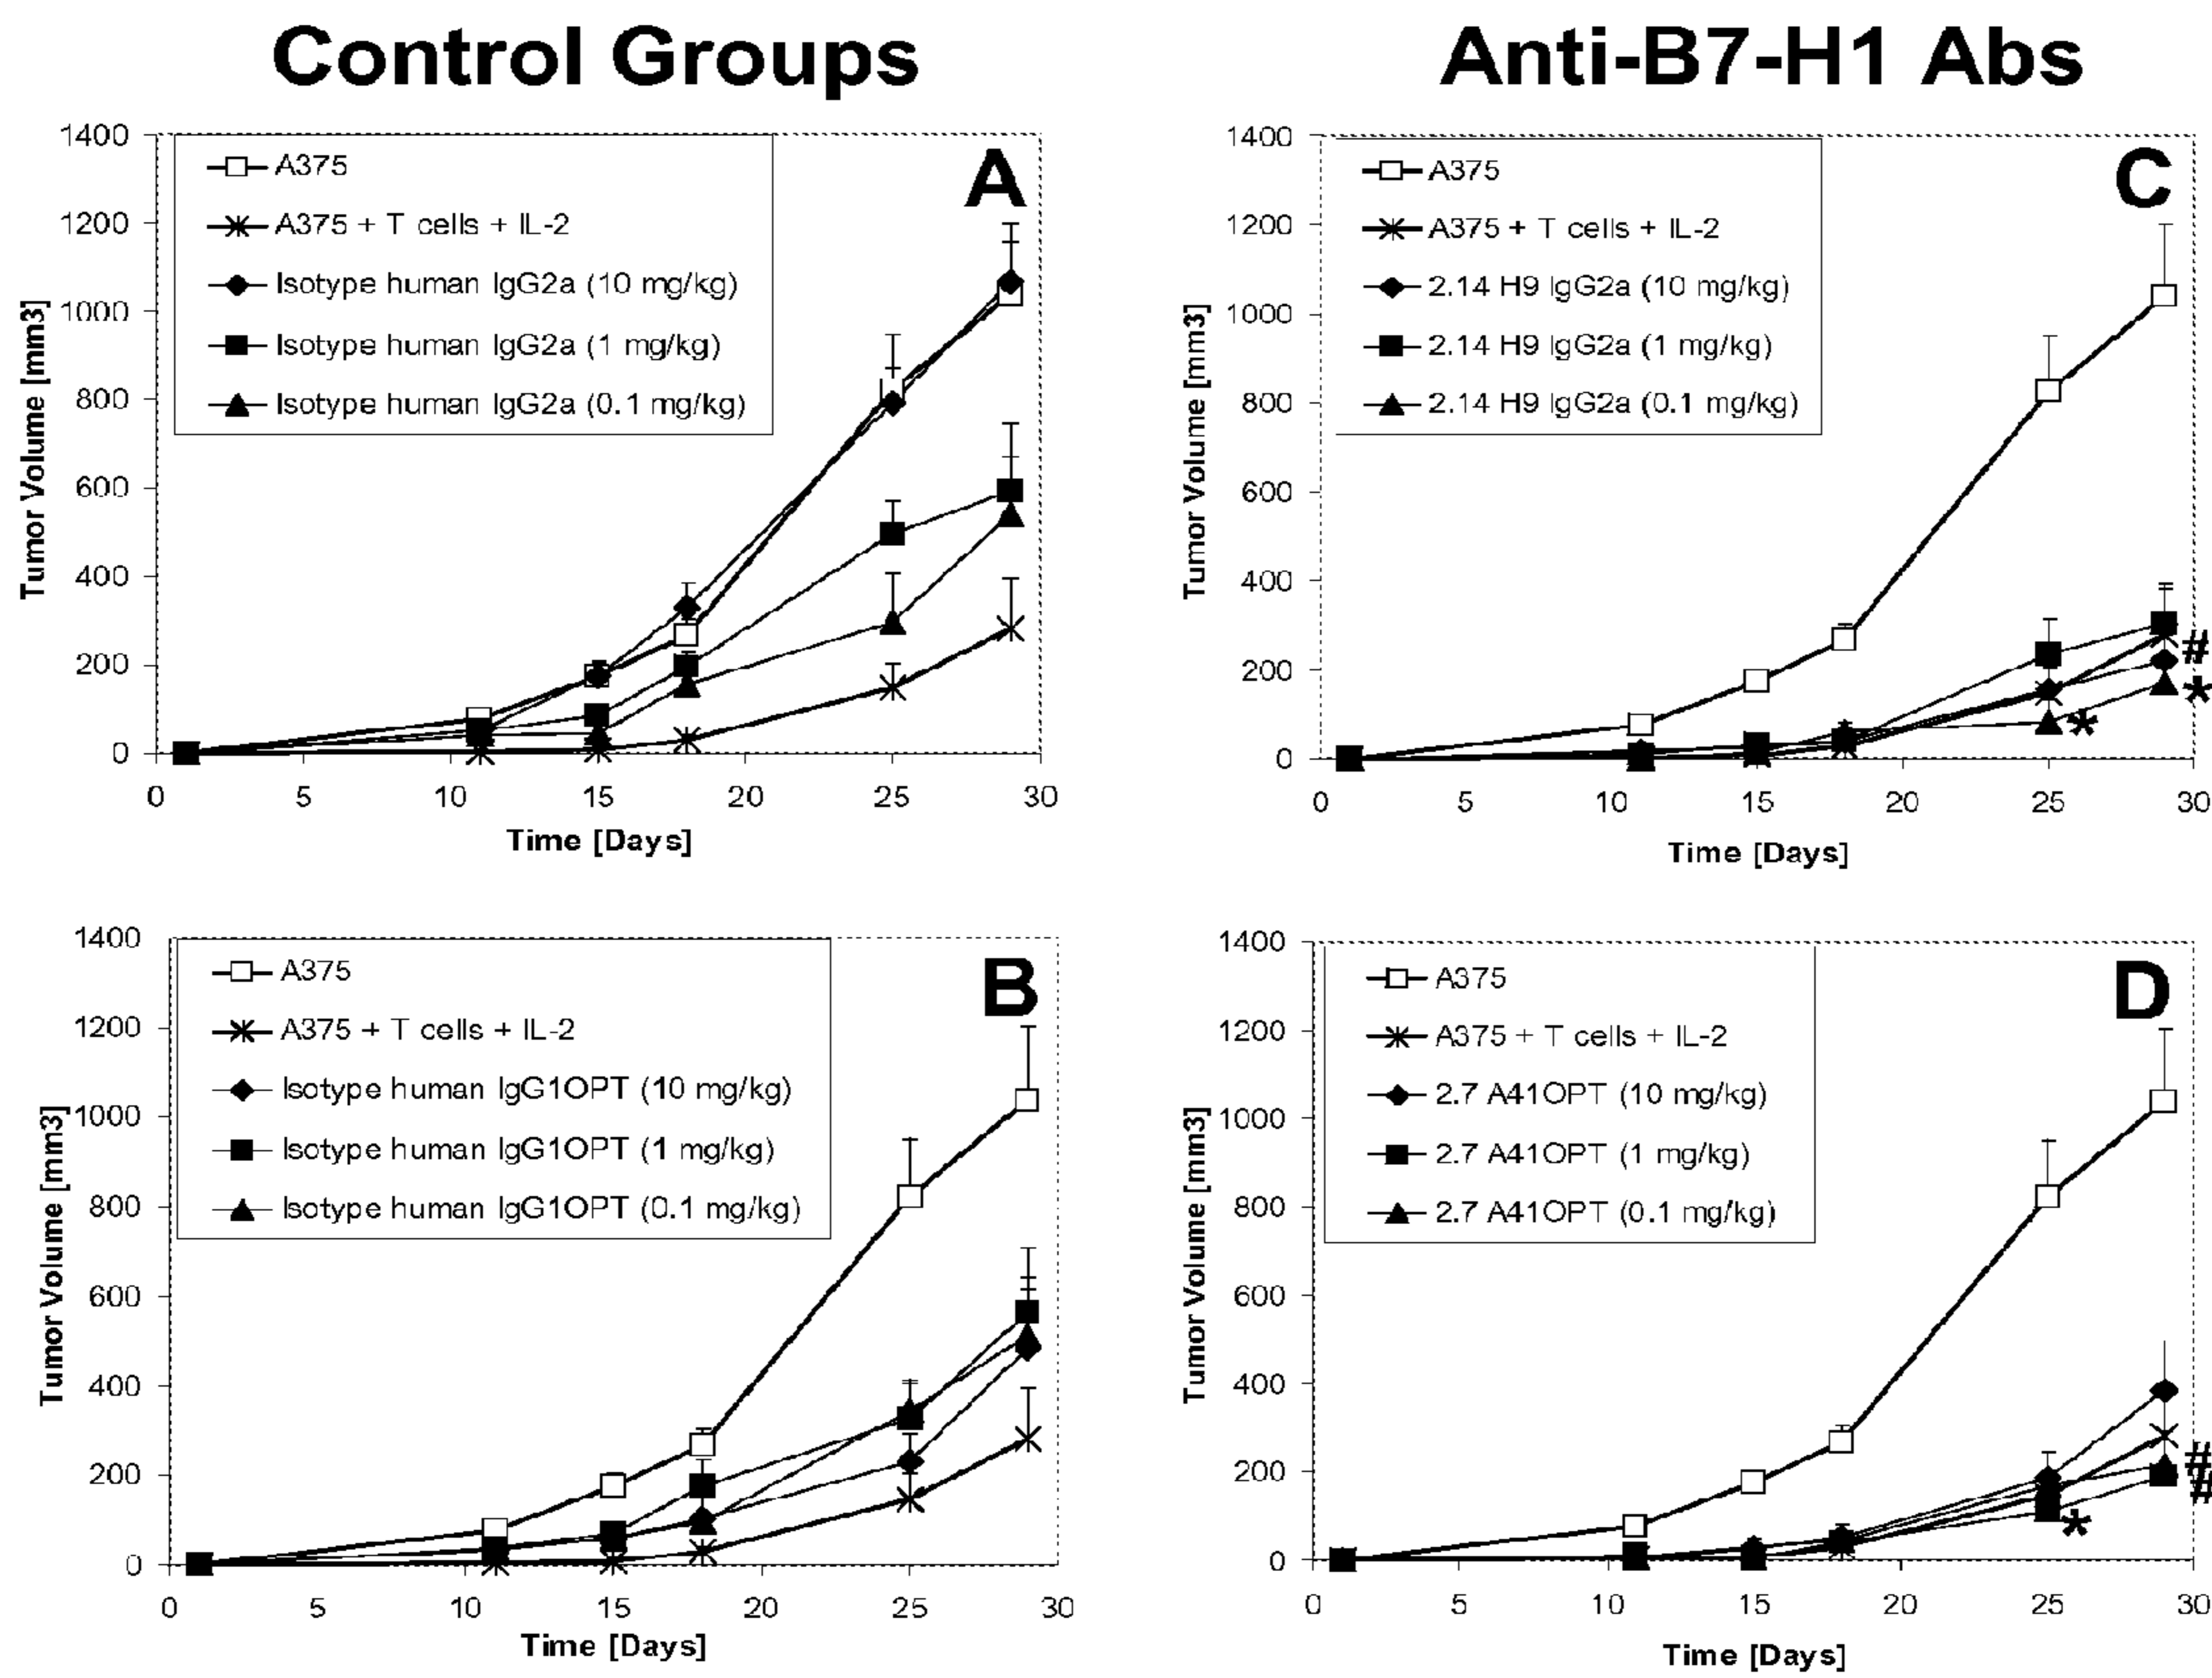 Control Groups
Anti-B7-H1 Abs
A
1400
1200
1000
800
600
400
200
0
Tumor Volume [mm3]
A375
A375 + T cells + IL-2
Isotype human IgG2a (10 mg/kg)
Isotype human IgG2a (1 mg/kg)
Isotype human IgG2a (0.1 mg/kg)
0 5 10 15 20 25 30
Time [Days]
C
1400
1200
1000
800
600
400
200
0
Tumor Volume [mm3]
A375
A375 + T cells + IL-2
2.14 H9 IgG2a (10 mg/kg)
2.14 H9 IgG2a (1 mg/kg)
2.14 H9 IgG2a (0.1 mg/kg)
#
*
*
0 5 10 15 20 25 30
Time [Days]
B
1400
1200
1000
800
600
400
200
0
Tumor Volume [mm3]
A375
A375 + T cells + IL-2
Isotype human IgG1OPT (10 mg/kg)
Isotype human IgG1OPT (1 mg/kg)
Isotype human IgG1OPT (0.1 mg/kg)
0 5 10 15 20 25 30
Time [Days]
D
1400
1200
1000
800
600
400
200
0
Tumor Volume [mm3]
A375
A375 + T cells + IL-2
2.7 A41OPT (10 mg/kg)
2.7 A41OPT (1 mg/kg)
2.7 A41OPT (0.1 mg/kg)
#
#
*
0 5 10 15 20 25 30
Time [Days]